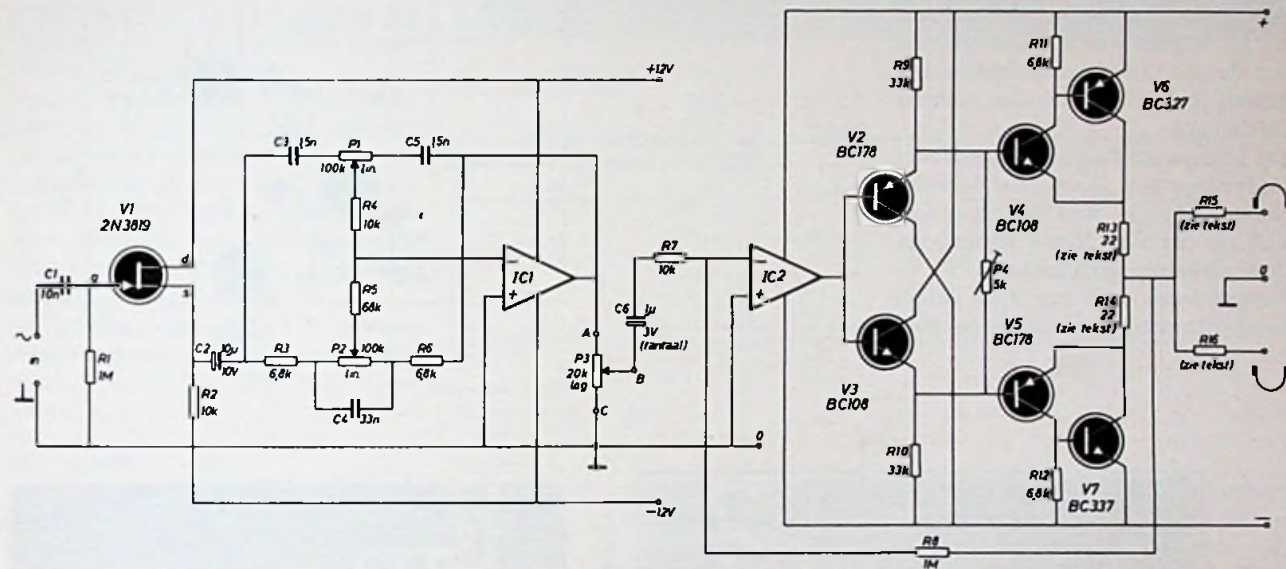 V1
2N3819
C1
10n
g
d
s
in
R1
1M
C2
10μ
10V
R2
10k
+12V
-12V
C3
15n
P1
100k
lin.
C5
15n
R4
10k
R5
68k
R3
6,8k
P2
100k
lin.
R6
6,8k
C4
33n
IC1
-
+
A
P3
20k
log
B
C
0
C6
1μ
3V
(tantaal)
R7
10k
IC2
-
+
R9
33k
R10
33k
V2
BC178
V3
BC108
R11
6,8k
V6
BC327
V4
BC108
P4
5k
V5
BC178
R12
6,8k
V7
BC337
R13
22
(zie tekst)
R14
22
(zie tekst)
R15
(zie tekst)
0
R16
(zie tekst)
R8
1M
+
-